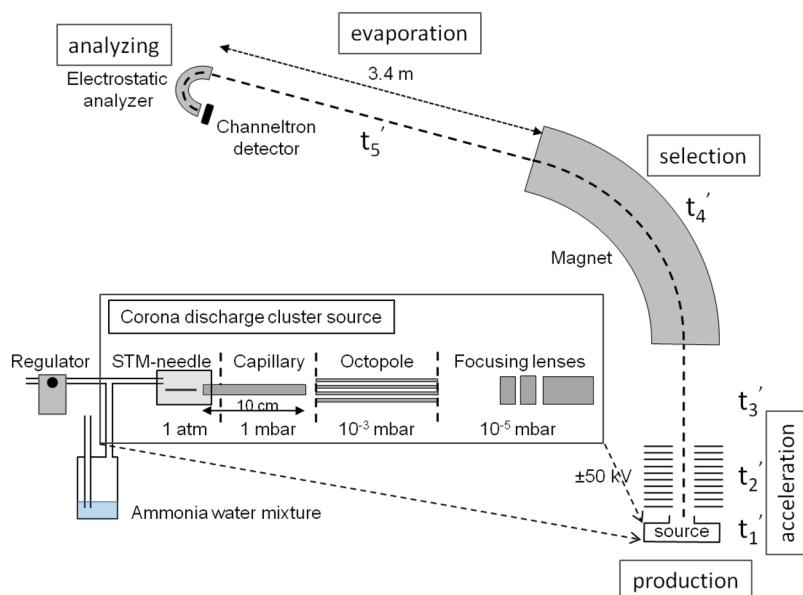 evaporation
analyzing
3.4 m
Electrostatic
analyzer
Channeltron
detector
t5′
selection
t4′
Magnet
Corona discharge cluster source
Regulator
STM-needle
Capillary
Octopole
Focusing lenses
10 cm
1 atm
1 mbar
10⁻³ mbar
10⁻⁵ mbar
t3′
±50 kV
t2′
acceleration
Ammonia water mixture
source
t1′
production